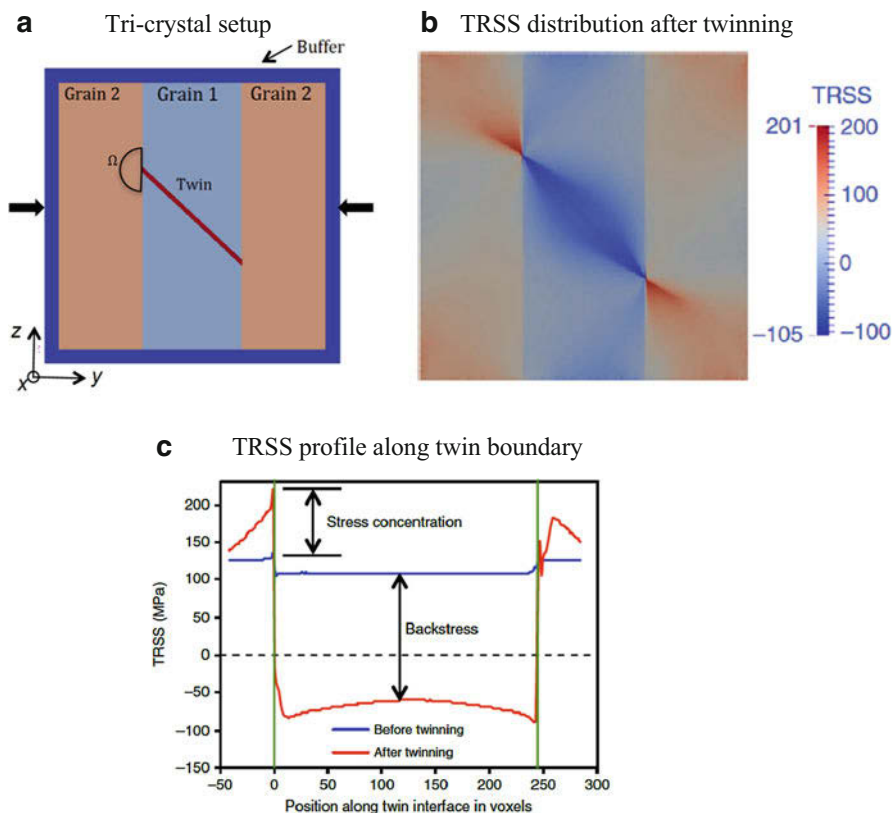 a Tri-crystal setup
Buffer
Grain 2 Grain 1 Grain 2
Ω
Twin
z
x y
b TRSS distribution after twinning
TRSS
201 200
100
0
-105 -100
c TRSS profile along twin boundary
TRSS (MPa)
200
150
100
50
0
−50
−100
−150
Stress concentration
Backstress
Before twinning
After twinning
−50 0 50 100 150 200 250 300
Position along twin interface in voxels